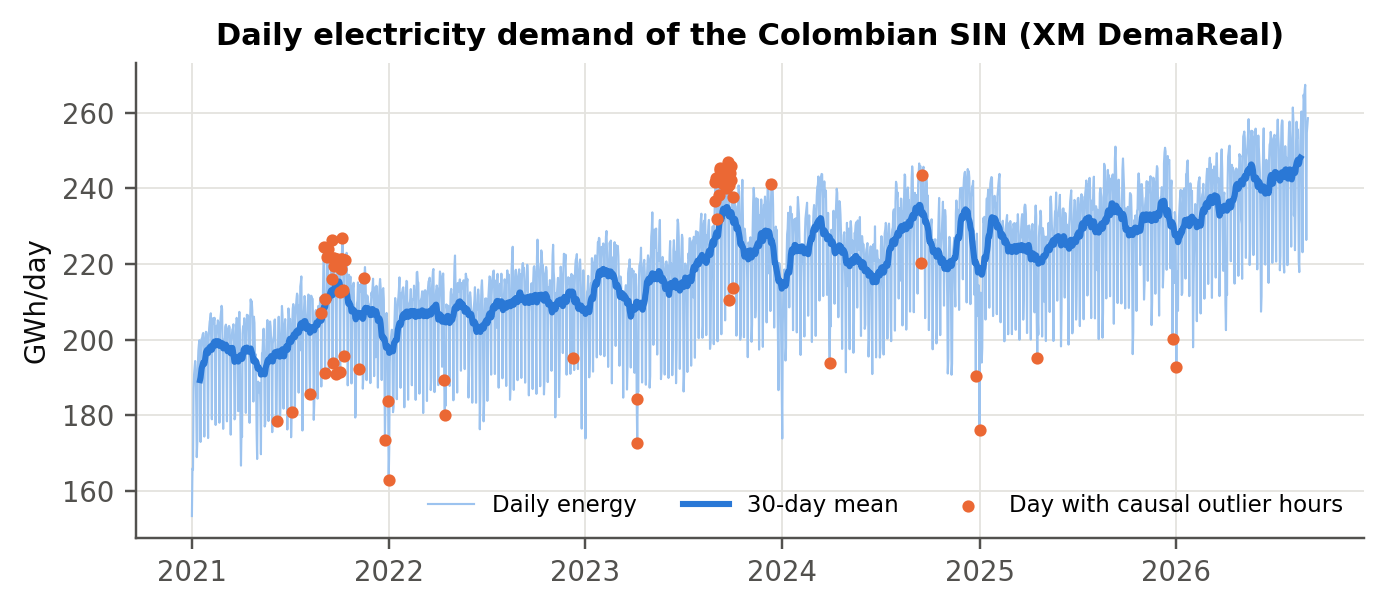 Daily electricity demand of the Colombian SIN (XM DemaReal)
GWh/day
260
240
220
200
180
160
Daily energy
30-day mean
Day with causal outlier hours
2021
2022
2023
2024
2025
2026